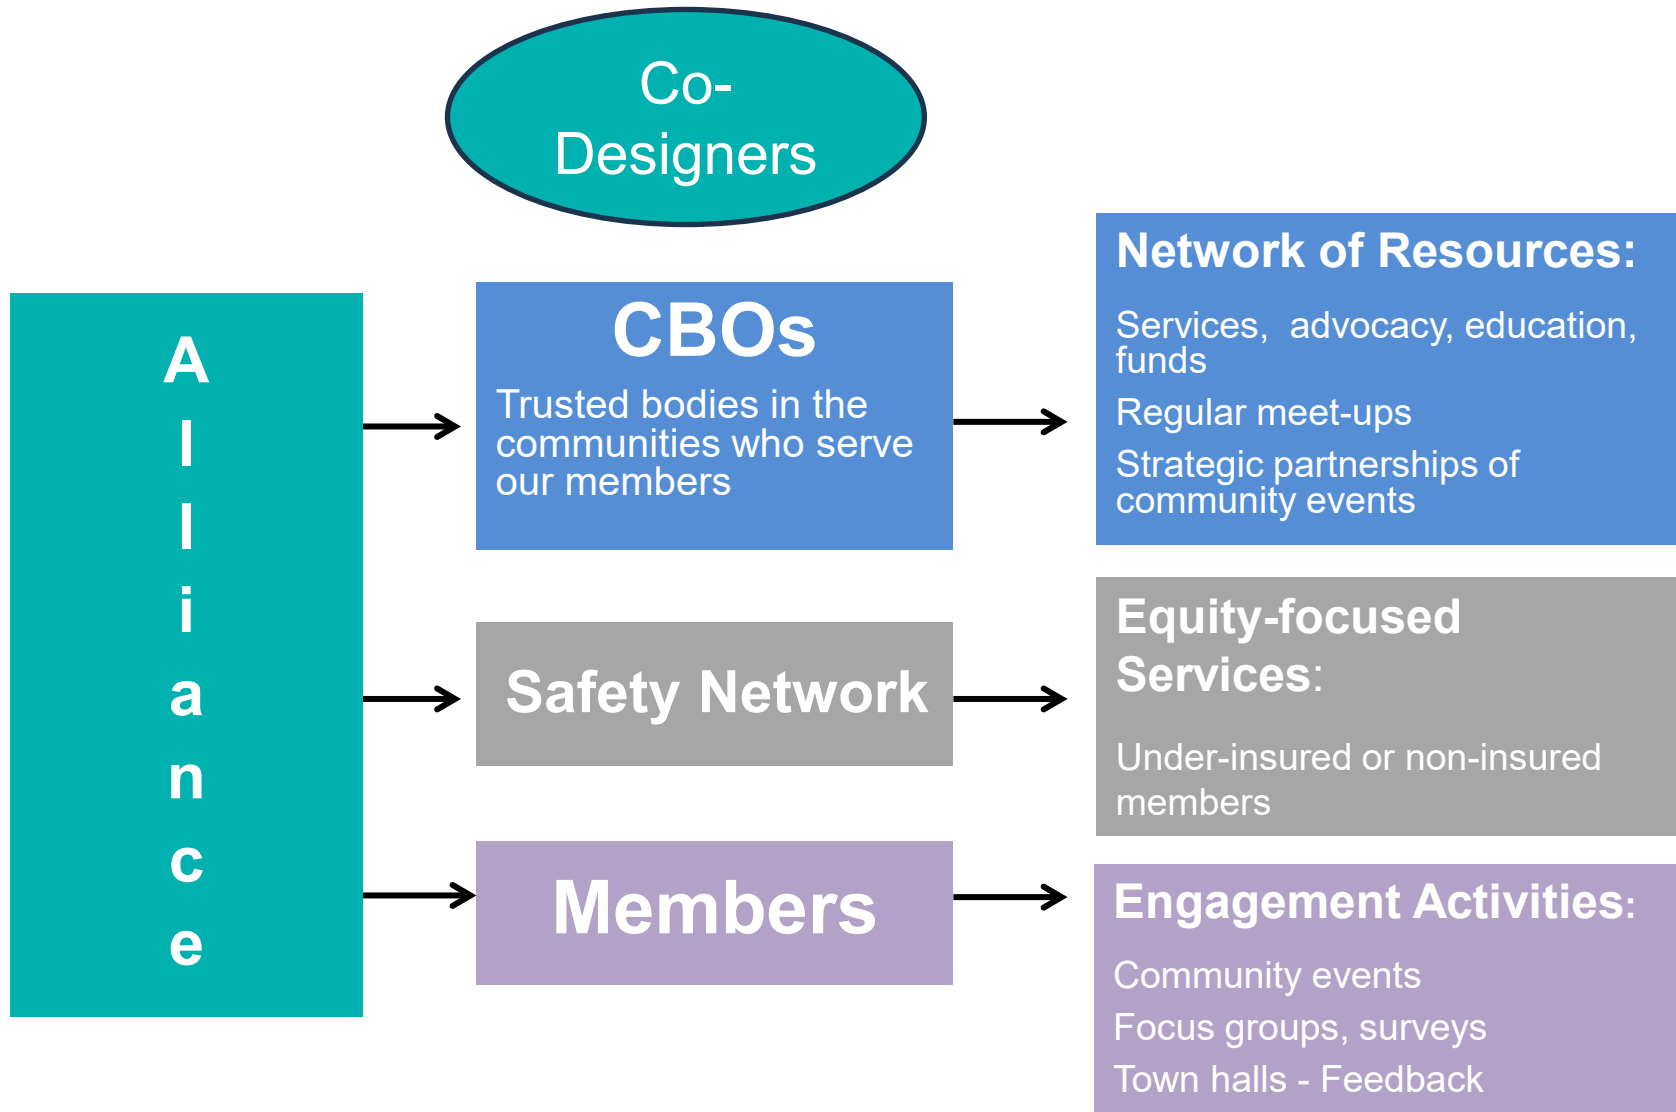 Co-
Designers
A
l
l
i
a
n
c
e
CBOs
Trusted bodies in the
communities who serve
our members
Network of Resources:
Services,  advocacy, education,
funds
Regular meet-ups
Strategic partnerships of
community events
Safety Network
Equity-focused
Services:
Under-insured or non-insured
members
Members
Engagement Activities:
Community events
Focus groups, surveys
Town halls - Feedback